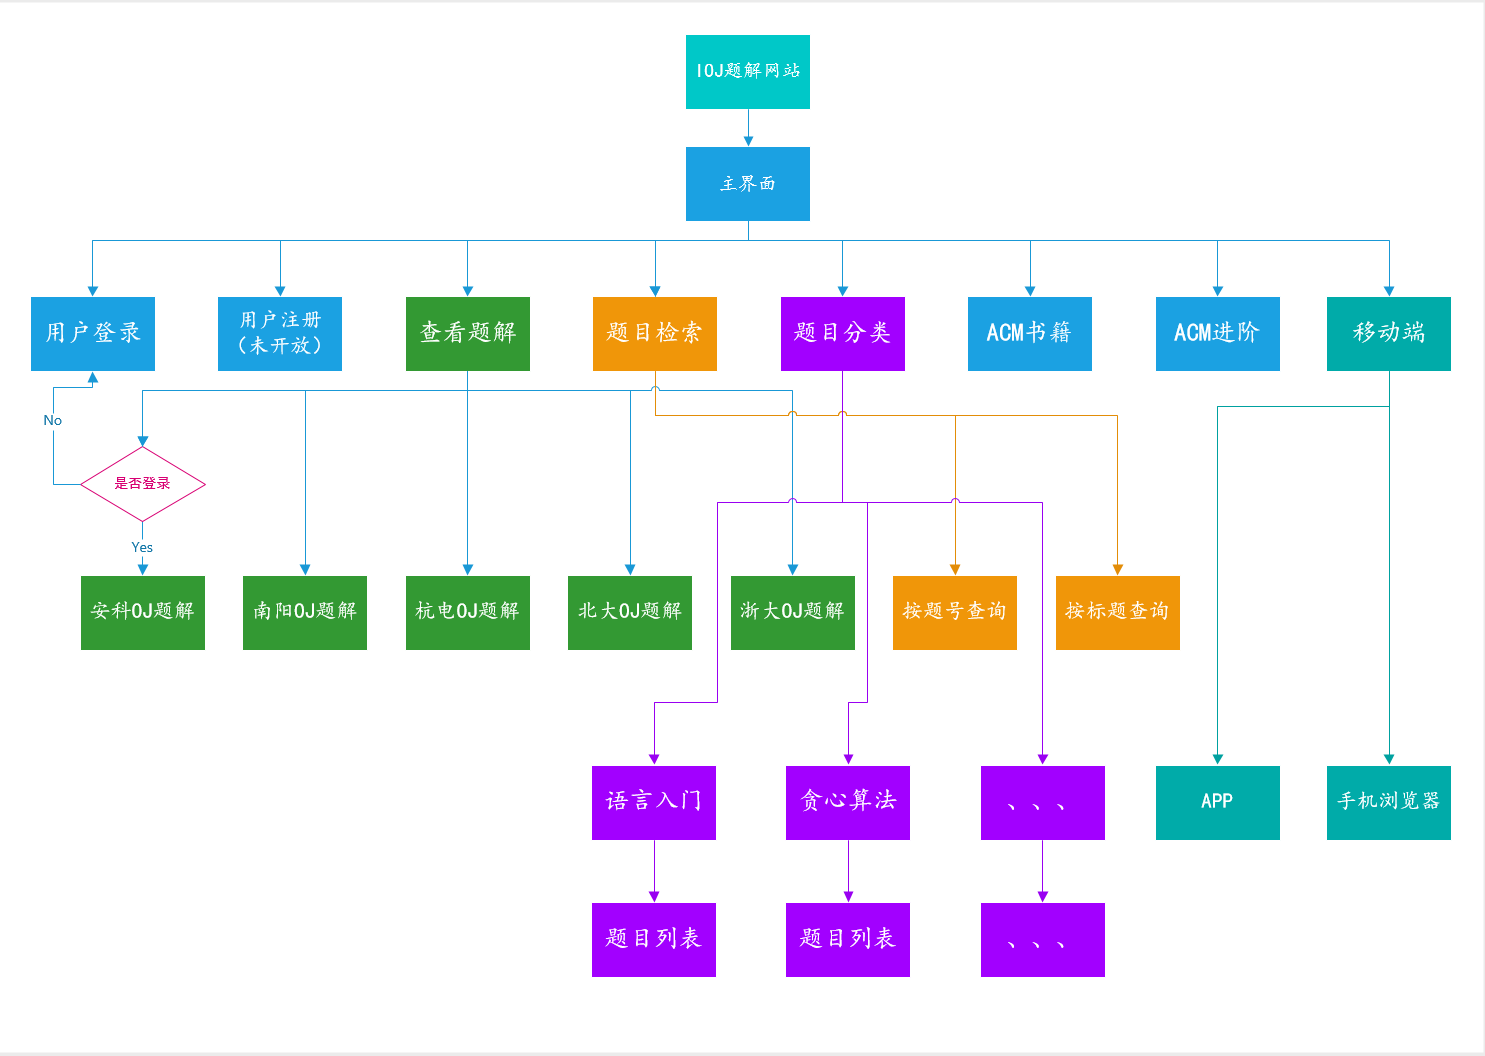 IOJ题解网站
主界面
用户登录
用户注册
（未开放）
查看题解
题目检索
题目分类
ACM书籍
ACM进阶
移动端
No
是否登录
Yes
安科OJ题解
南阳OJ题解
杭电OJ题解
北大OJ题解
浙大OJ题解
按题号查询
按标题查询
语言入门
贪心算法
、、、
APP
手机浏览器
题目列表
题目列表
、、、